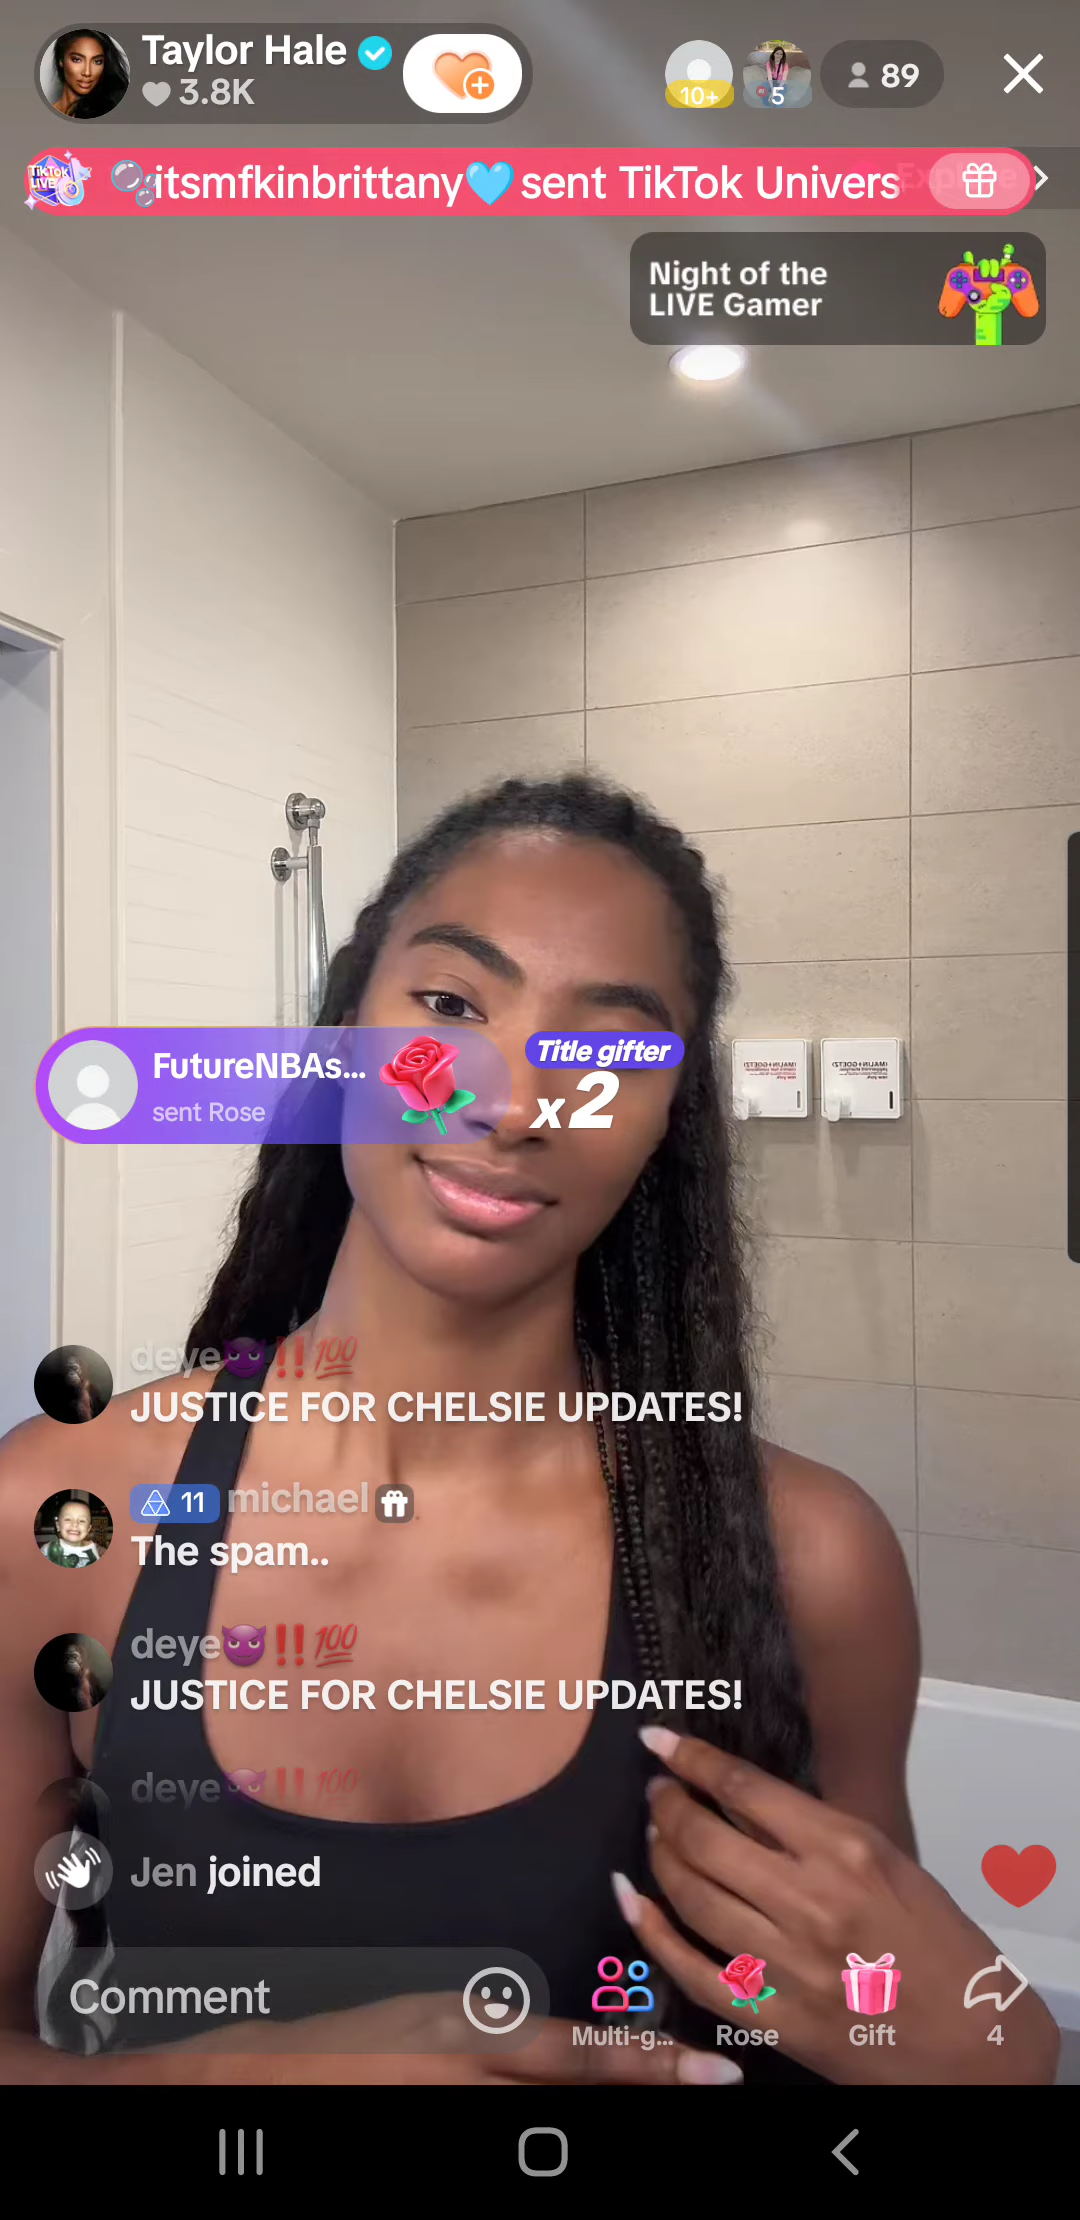 Taylor Hale
3.8K
10+
5
89
itsmfkinbrittany🩵sent TikTok Univers
Night of the
LIVE Gamer
FutureNBAs...
sent Rose
Title gifter
x2
deye😈‼️💯
JUSTICE FOR CHELSIE UPDATES!
11 michael
The spam..
deye😈‼️💯
JUSTICE FOR CHELSIE UPDATES!
deye😈‼️💯
Jen joined
Comment
Multi-g...
Rose
Gift
4